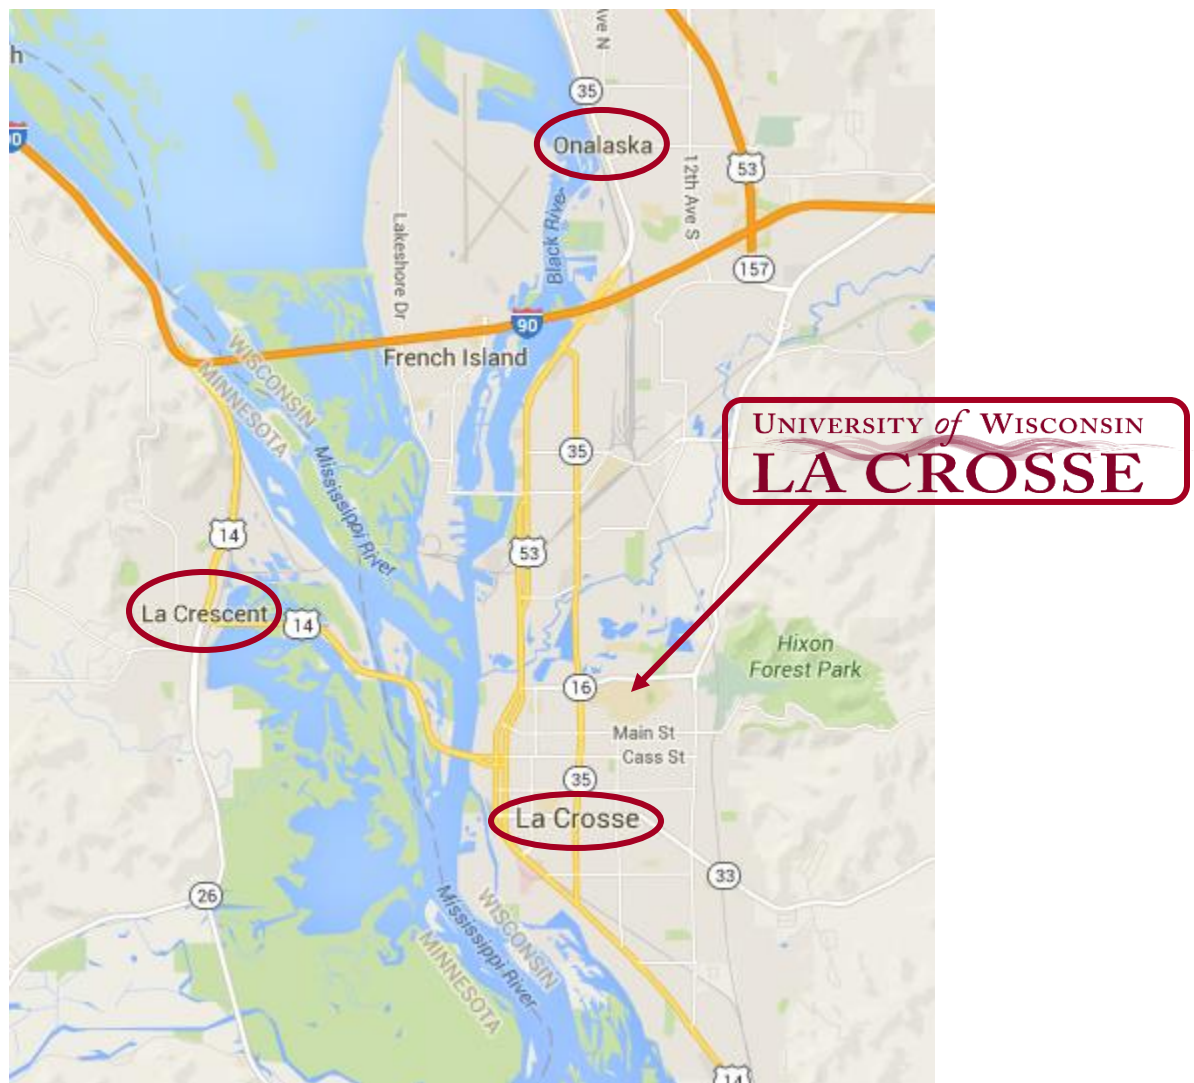 Ave N
h
35
90
Onalaska
53
12th Ave S
Lakeshore Dr
Black River
157
90
French Island
WISCONSIN
MINNESOTA
UNIVERSITY of WISCONSIN
LA CROSSE
35
Mississippi River
14
53
La Crescent
14
Hixon
Forest Park
16
Main St
Cass St
35
La Crosse
33
26
WISCONSIN
Mississippi River
MINNESOTA
14